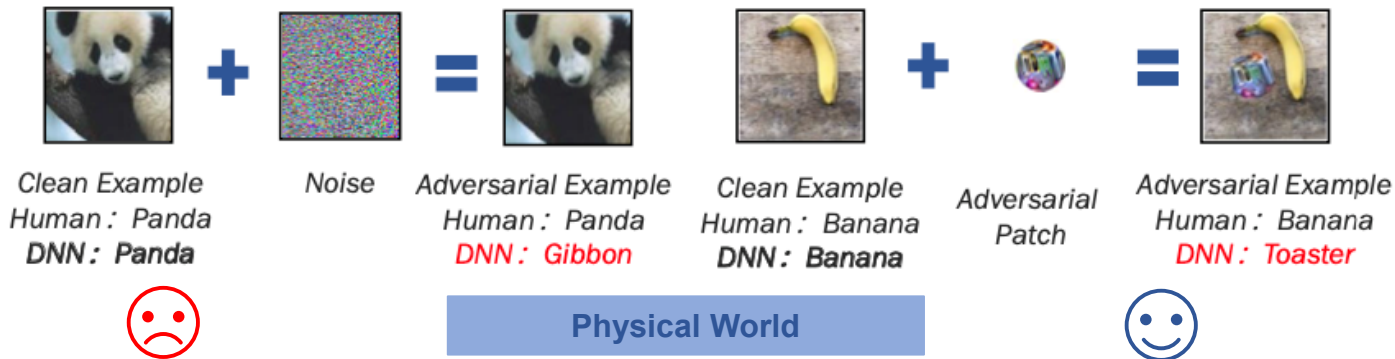 Clean Example
Human： Panda
DNN： Panda
Noise
Adversarial Example
Human： Panda
DNN： Gibbon
Clean Example
Human： Banana
DNN： Banana
Adversarial
Patch
Adversarial Example
Human： Banana
DNN： Toaster
Physical World